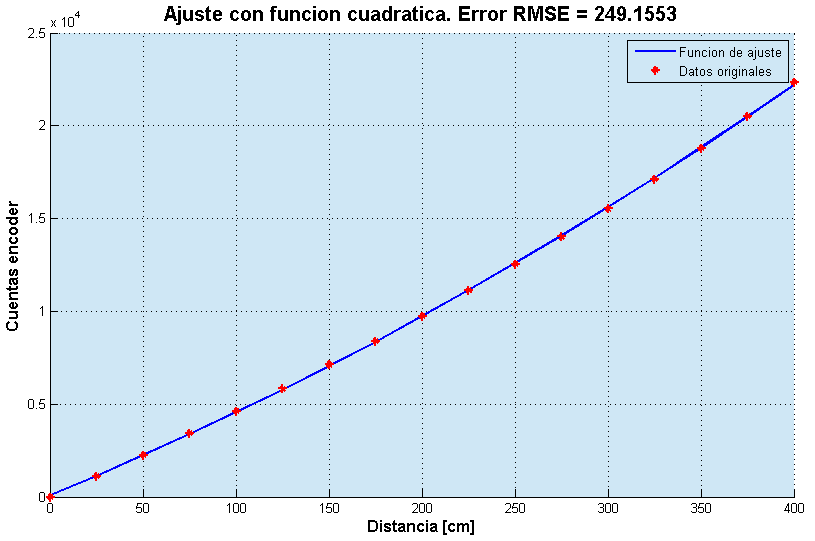 Ajuste con funcion cuadratica. Error RMSE = 249.1553
x 10^4
2.5
2
1.5
1
0.5
0
Cuentas encoder
Funcion de ajuste
Datos originales
0 50 100 150 200 250 300 350 400
Distancia [cm]